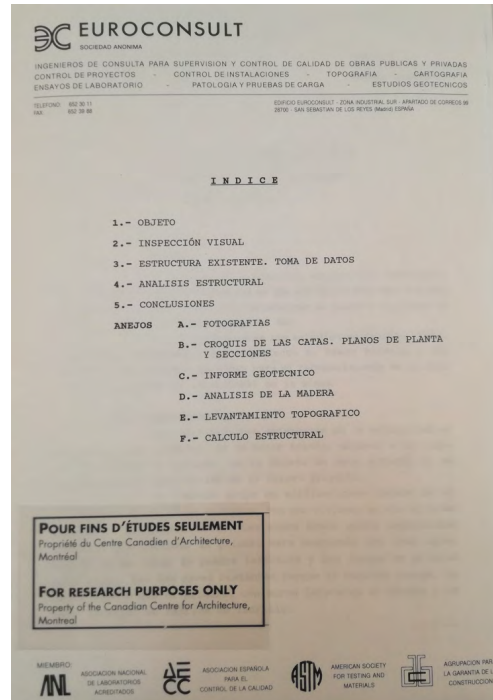 EUROCONSULT
SOCIEDAD ANONIMA
INGENIEROS DE CONSULTA PARA SUPERVISION Y CONTROL DE CALIDAD DE OBRAS PUBLICAS Y PRIVADAS
CONTROL DE PROYECTOS - CONTROL DE INSTALACIONES - TOPOGRAFIA - CARTOGRAFIA
ENSAYOS DE LABORATORIO - PATOLOGIA Y PRUEBAS DE CARGA - ESTUDIOS GEOTECNICOS
TELEFONO
FAX
EDIFICIO EUROCONSULT - ZONA INDUSTRIAL SUR - APARTADO DE CORREOS
28700 - SAN SEBASTIAN DE LOS REYES (Madrid) ESPAÑA
INDICE
1.- OBJETO
2.- INSPECCIÓN VISUAL
3.- ESTRUCTURA EXISTENTE. TOMA DE DATOS
4.- ANALISIS ESTRUCTURAL
5.- CONCLUSIONES
ANEJOS A.- FOTOGRAFIAS
B.- CROQUIS DE LAS CATAS. PLANOS DE PLANTA
Y SECCIONES
C.- INFORME GEOTECNICO
D.- ANALISIS DE LA MADERA
E.- LEVANTAMIENTO TOPOGRAFICO
F.- CALCULO ESTRUCTURAL
POUR FINS D'ÉTUDES SEULEMENT
Propriété du Centre Canadien d'Architecture,
Montréal
FOR RESEARCH PURPOSES ONLY
Property of the Canadian Centre for Architecture,
Montreal
MIEMBRO:
ANL
ASOCIACION NACIONAL
DE LABORATORIOS
ACREDITADOS
AECC
ASOCIACION ESPAÑOLA
PARA EL
CONTROL DE LA CALIDAD
ASTM
AMERICAN SOCIETY
FOR TESTING AND
MATERIALS
AGRUPACION PAR
LA GARANTIA DE L
CONSTRUCCION